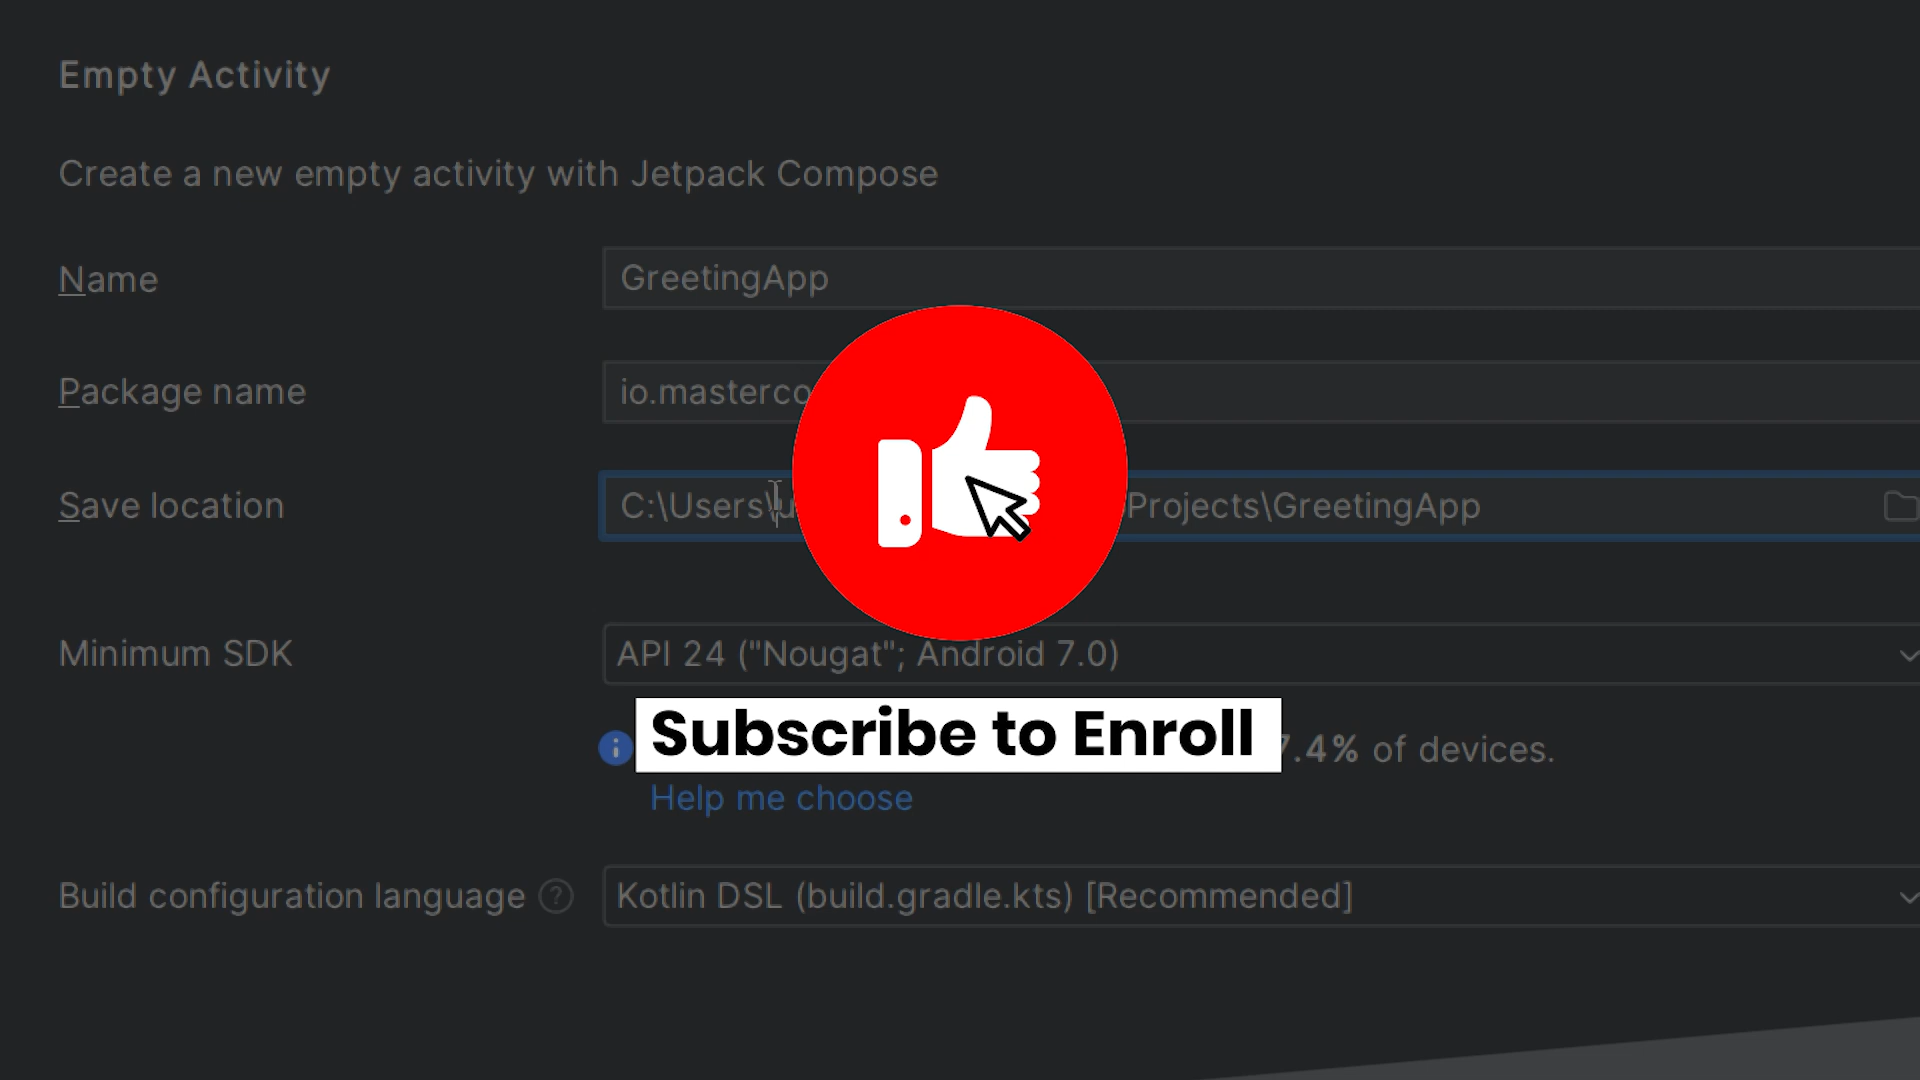 Empty Activity
Create a new empty activity with Jetpack Compose
Name
GreetingApp
Package name
io.masterco
Save location
C:\Users\ Projects\GreetingApp
Minimum SDK
API 24 ("Nougat"; Android 7.0)
Subscribe to Enroll
.4% of devices.
Help me choose
Build configuration language ?
Kotlin DSL (build.gradle.kts) [Recommended]